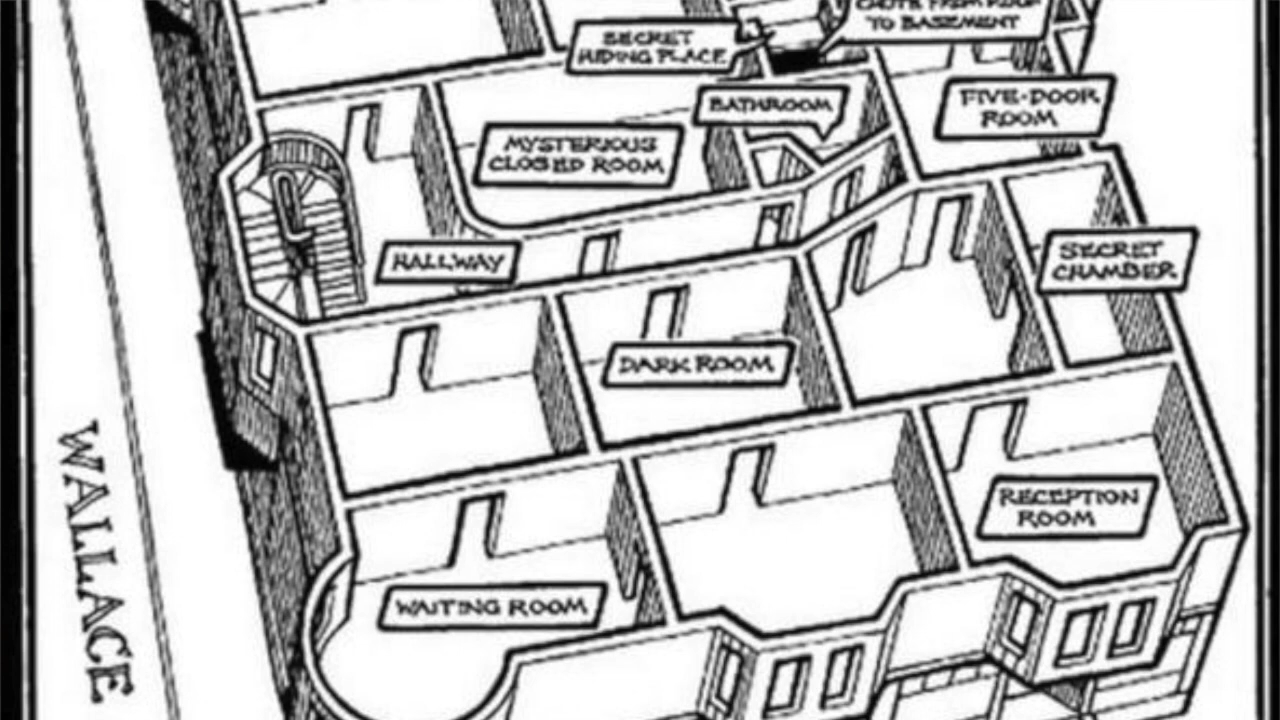 CHUTE FROM ROOF
TO BASEMENT
SECRET
HIDING PLACE
BATHROOM
FIVE-DOOR
ROOM
MYSTERIOUS
CLOSED ROOM
HALLWAY
SECRET
CHAMBER
DARK ROOM
RECEPTION
ROOM
WAITING ROOM
WALLACE